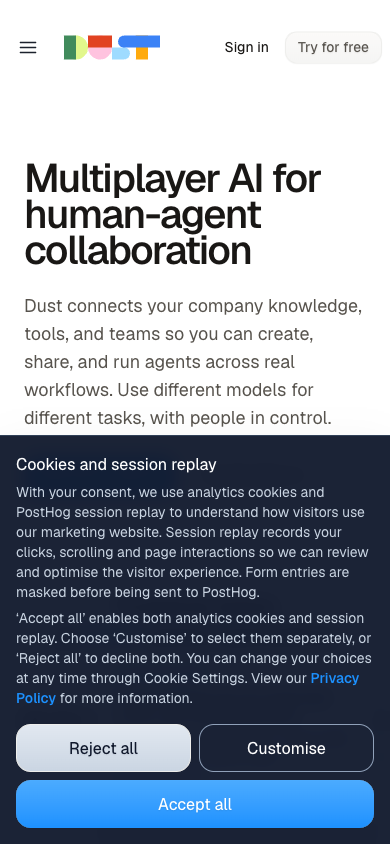 DUST
Sign in
Try for free
Multiplayer AI for
human-agent
collaboration
Dust connects your company knowledge,
tools, and teams so you can create,
share, and run agents across real
workflows. Use different models for
different tasks, with people in control.
Cookies and session replay
With your consent, we use analytics cookies and
PostHog session replay to understand how visitors use
our marketing website. Session replay records your
clicks, scrolling and page interactions so we can review
and optimise the visitor experience. Form entries are
masked before being sent to PostHog.
‘Accept all’ enables both analytics cookies and session
replay. Choose ‘Customise’ to select them separately, or
‘Reject all’ to decline both. You can change your choices
at any time through Cookie Settings. View our Privacy
Policy for more information.
Reject all
Customise
Accept all